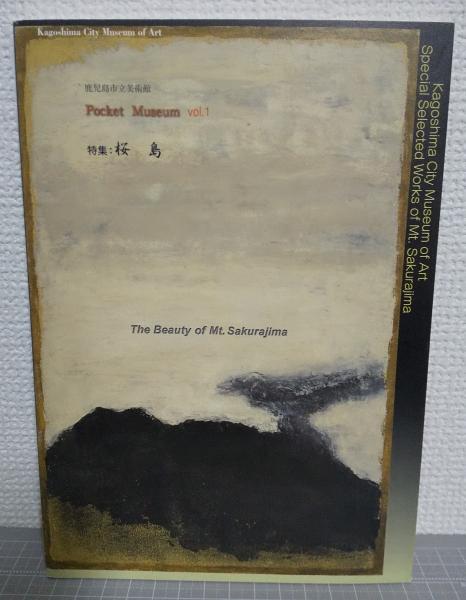 Kagoshima City Museum of Art
鹿児島市立美術館
Pocket Museum vol.1
特集:桜 島
The Beauty of Mt. Sakurajima
Kagoshima City Museum of Art
Special Selected Works of Mt. Sakurajima